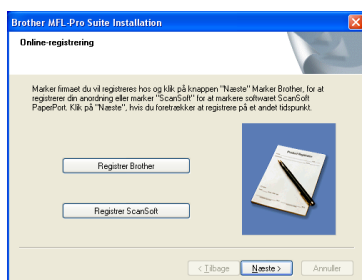 Brother MFL-Pro Suite Installation
Online-registrering
Marker firmaet du vil registreres hos og klik på knappen "Næste" Marker Brother, for at
registrerer din anordning eller marker "ScanSoft" for at markere softwaret ScanSoft
PaperPort. Klik på "Næste", hvis du foretrækker at registrere på et andet tidspunkt.
Registrer Brother
Registrer ScanSoft
< Tilbage
Næste >
Annuller